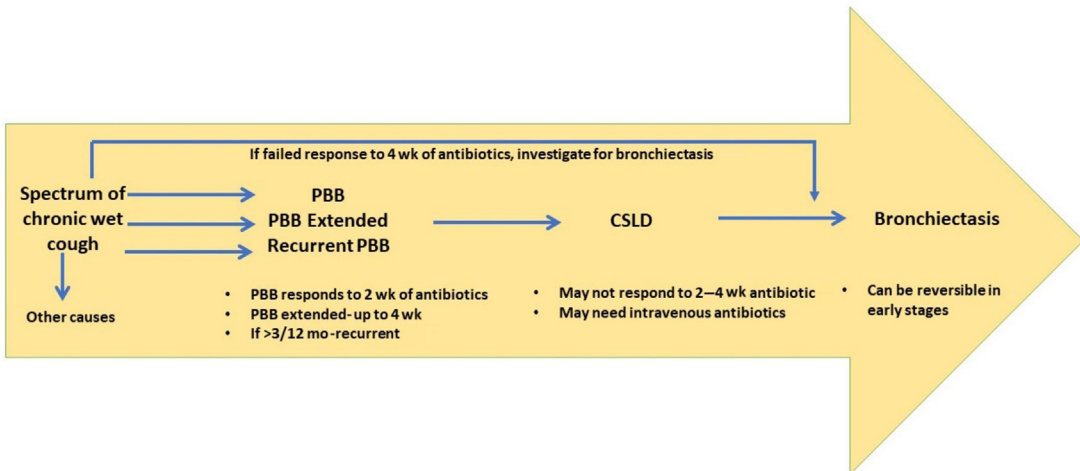 If failed response to 4 wk of antibiotics, investigate for bronchiectasis
Spectrum of
chronic wet
cough
Other causes
PBB
PBB Extended
Recurrent PBB
• PBB responds to 2 wk of antibiotics
• PBB extended- up to 4 wk
• If >3/12 mo-recurrent
CSLD
• May not respond to 2—4 wk antibiotic
• May need intravenous antibiotics
Bronchiectasis
• Can be reversible in
early stages